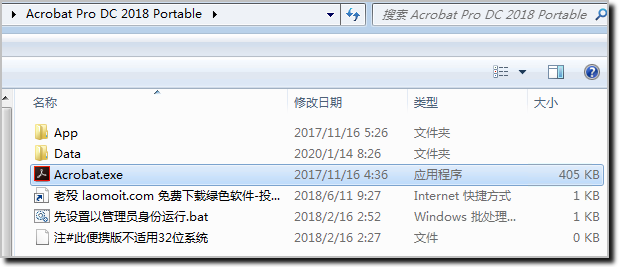 Acrobat Pro DC 2018 Portable
搜索 Acrobat Pro DC 2018 Portable
名称 修改日期 类型 大小
App 2017/11/16 5:26 文件夹
Data 2020/1/14 8:26 文件夹
Acrobat.exe 2017/11/16 4:36 应用程序 405 KB
老殁 laomoit.com 免费下载绿色软件-投... 2018/6/11 9:27 Internet 快捷方式 1 KB
先设置以管理员身份运行.bat 2018/2/16 2:52 Windows 批处理... 1 KB
注#此便携版不适用32位系统 2018/2/16 2:27 文件 0 KB